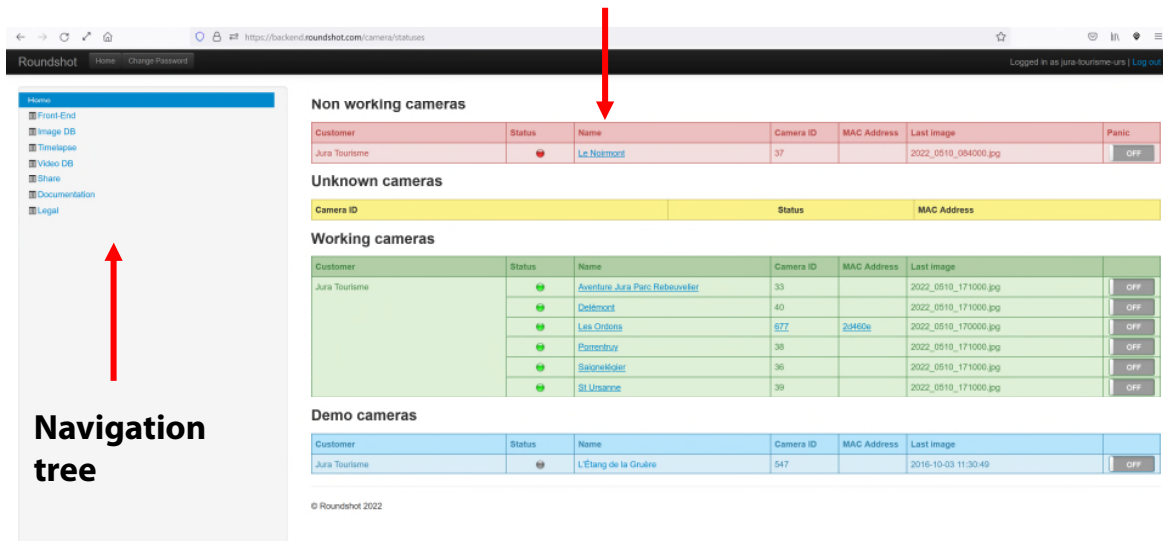 https://backend.roundshot.com/camera/statuses
Roundshot Home Change Password Logged in as jura-tourisme-urs | Log out
Home
Front-End
Image DB
Timelapse
Video DB
Share
Documentation
Legal
Navigation
tree
Non working cameras
Customer Status Name Camera ID MAC Address Last image Panic
Jura Tourisme Le Noirmont 37 2022_0510_084000.jpg OFF
Unknown cameras
Camera ID Status MAC Address
Working cameras
Customer Status Name Camera ID MAC Address Last image
Jura Tourisme Aventure Jura Parc Rebeuvelier 33 2022_0510_171000.jpg OFF
Delémont 40 2022_0510_171000.jpg OFF
Les Ordons 677 2d460e 2022_0510_170000.jpg OFF
Porrentruy 38 2022_0510_171000.jpg OFF
Saignelégier 36 2022_0510_171000.jpg OFF
St Ursanne 39 2022_0510_171000.jpg OFF
Demo cameras
Customer Status Name Camera ID MAC Address Last image
Jura Tourisme L'Étang de la Gruère 547 2016-10-03 11:30:49 OFF
© Roundshot 2022